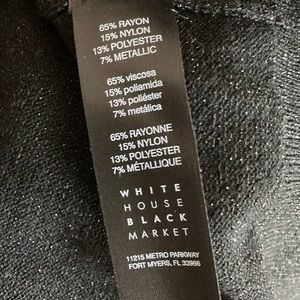 65% RAYON
15% NYLON
13% POLYESTER
7% METALLIC
65% viscosa
15% poliamida
13% poliéster
7% metálica
65% RAYONNE
15% NYLON
13% POLYESTER
7% MÉTALLIQUE
WHITE
HOUSE
BLACK
MARKET
11215 METRO PARKWAY
FORT MYERS, FL 33966